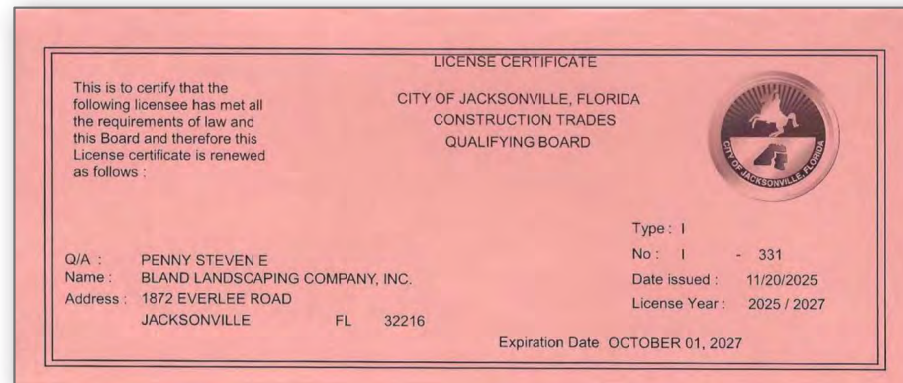 LICENSE CERTIFICATE
This is to certify that the
following licensee has met all
the requirements of law and
this Board and therefore this
License certificate is renewed
as follows :
CITY OF JACKSONVILLE, FLORIDA
CONSTRUCTION TRADES
QUALIFYING BOARD
CITY OF JACKSONVILLE, FLORIDA
Type : I
No : I - 331
Date issued : 11/20/2025
License Year : 2025 / 2027
Q/A : PENNY STEVEN E
Name : BLAND LANDSCAPING COMPANY, INC.
Address : 1872 EVERLEE ROAD
JACKSONVILLE FL 32216
Expiration Date OCTOBER 01, 2027